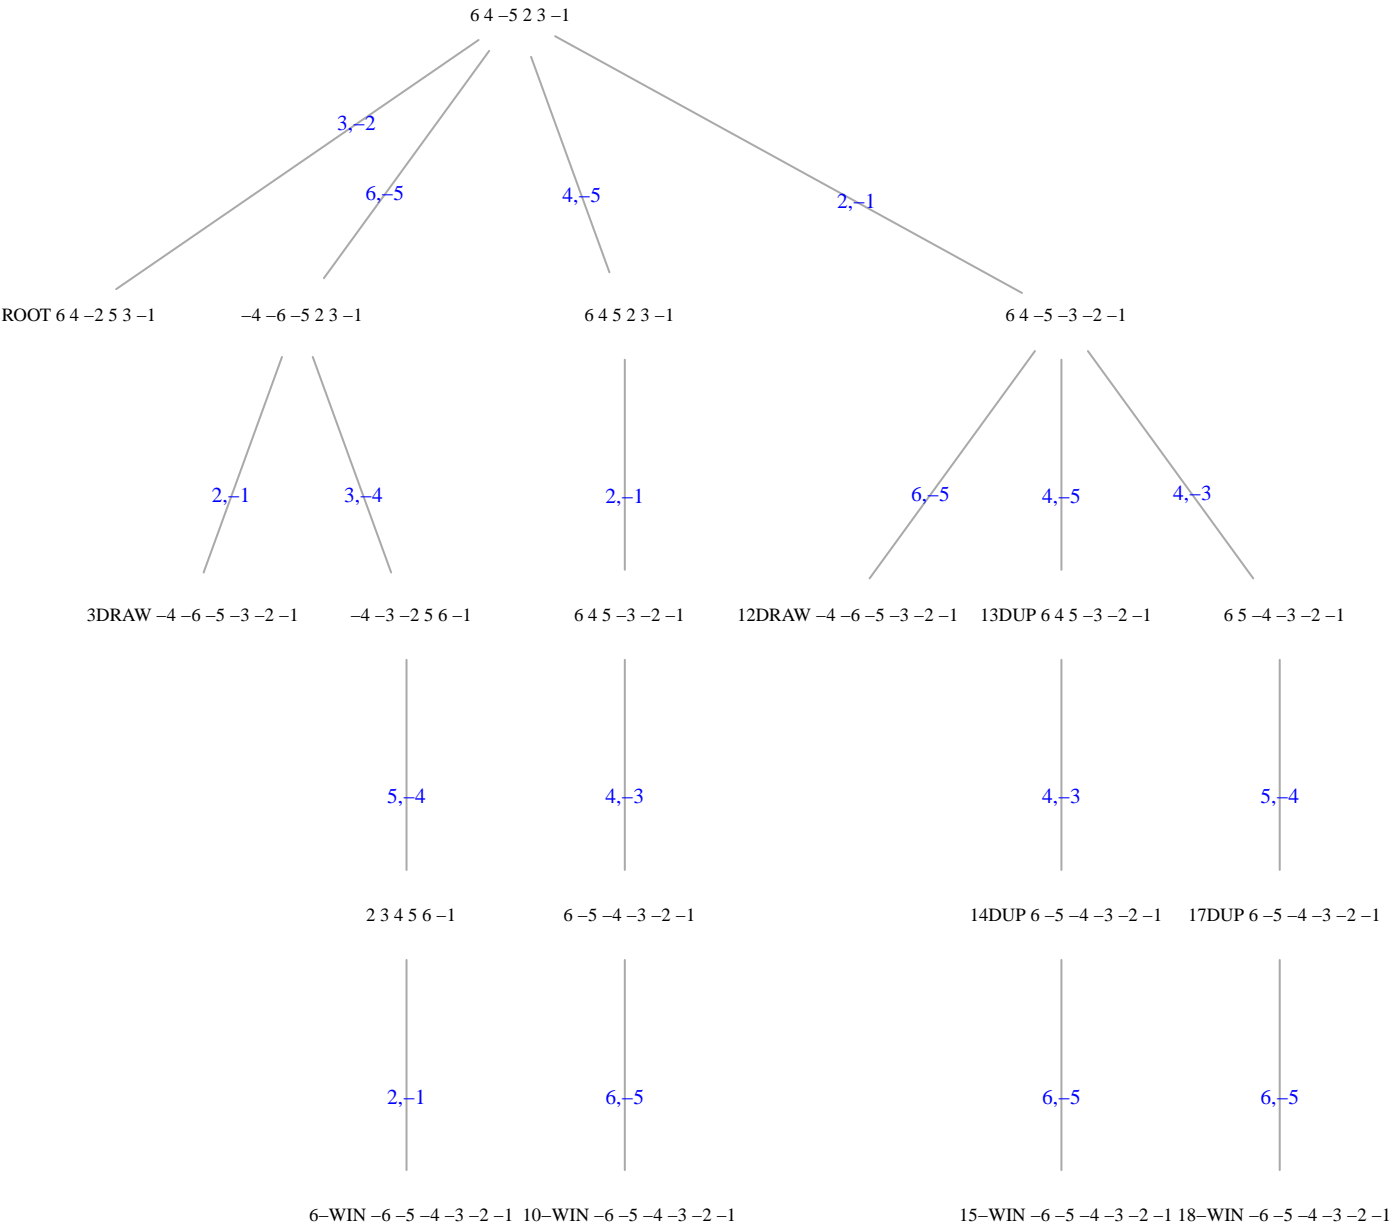 6 4 –5 2 3 –1
3,–2
6,–5
4,–5
2,–1
ROOT 6 4 –2 5 3 –1
–4 –6 –5 2 3 –1
6 4 5 2 3 –1
6 4 –5 –3 –2 –1
2,–1
3,–4
2,–1
6,–5
4,–5
4,–3
3DRAW –4 –6 –5 –3 –2 –1
–4 –3 –2 5 6 –1
6 4 5 –3 –2 –1
12DRAW –4 –6 –5 –3 –2 –1
13DUP 6 4 5 –3 –2 –1
6 5 –4 –3 –2 –1
5,–4
4,–3
4,–3
5,–4
2 3 4 5 6 –1
6 –5 –4 –3 –2 –1
14DUP 6 –5 –4 –3 –2 –1
17DUP 6 –5 –4 –3 –2 –1
2,–1
6,–5
6,–5
6,–5
6–WIN –6 –5 –4 –3 –2 –1
10–WIN –6 –5 –4 –3 –2 –1
15–WIN –6 –5 –4 –3 –2 –1
18–WIN –6 –5 –4 –3 –2 –1